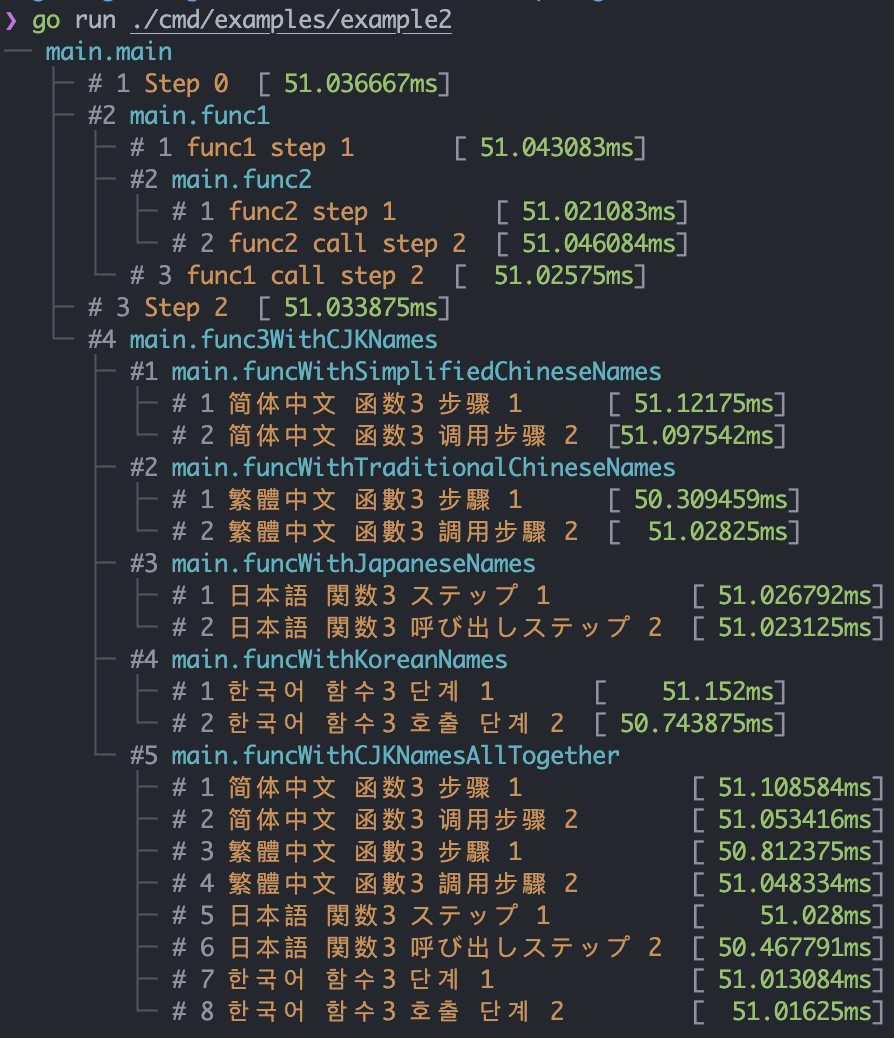 ❯ go run ./cmd/examples/example2
── main.main
   ├─ # 1 Step 0  [ 51.036667ms]
   ├─ #2 main.func1
   │  ├─ # 1 func1 step 1       [ 51.043083ms]
   │  ├─ #2 main.func2
   │  │  ├─ # 1 func2 step 1       [ 51.021083ms]
   │  │  └─ # 2 func2 call step 2  [ 51.046084ms]
   │  └─ # 3 func1 call step 2  [  51.02575ms]
   ├─ # 3 Step 2  [ 51.033875ms]
   └─ #4 main.func3WithCJKNames
      ├─ #1 main.funcWithSimplifiedChineseNames
      │  ├─ # 1 简体中文 函数3 步骤 1      [ 51.12175ms]
      │  └─ # 2 简体中文 函数3 调用步骤 2  [51.097542ms]
      ├─ #2 main.funcWithTraditionalChineseNames
      │  ├─ # 1 繁體中文 函數3 步驟 1      [ 50.309459ms]
      │  └─ # 2 繁體中文 函數3 調用步驟 2  [  51.02825ms]
      ├─ #3 main.funcWithJapaneseNames
      │  ├─ # 1 日本語 関数3 ステップ 1          [ 51.026792ms]
      │  └─ # 2 日本語 関数3 呼び出しステップ 2  [ 51.023125ms]
      ├─ #4 main.funcWithKoreanNames
      │  ├─ # 1 한국어 함수3 단계 1       [    51.152ms]
      │  └─ # 2 한국어 함수3 호출 단계 2  [ 50.743875ms]
      └─ #5 main.funcWithCJKNamesAllTogether
         ├─ # 1 简体中文 函数3 步骤 1            [ 51.108584ms]
         ├─ # 2 简体中文 函数3 调用步骤 2        [ 51.053416ms]
         ├─ # 3 繁體中文 函數3 步驟 1            [ 50.812375ms]
         ├─ # 4 繁體中文 函數3 調用步驟 2        [ 51.048334ms]
         ├─ # 5 日本語 関数3 ステップ 1          [    51.028ms]
         ├─ # 6 日本語 関数3 呼び出しステップ 2  [ 50.467791ms]
         ├─ # 7 한국어 함수3 단계 1              [ 51.013084ms]
         └─ # 8 한국어 함수3 호출 단계 2         [  51.01625ms]